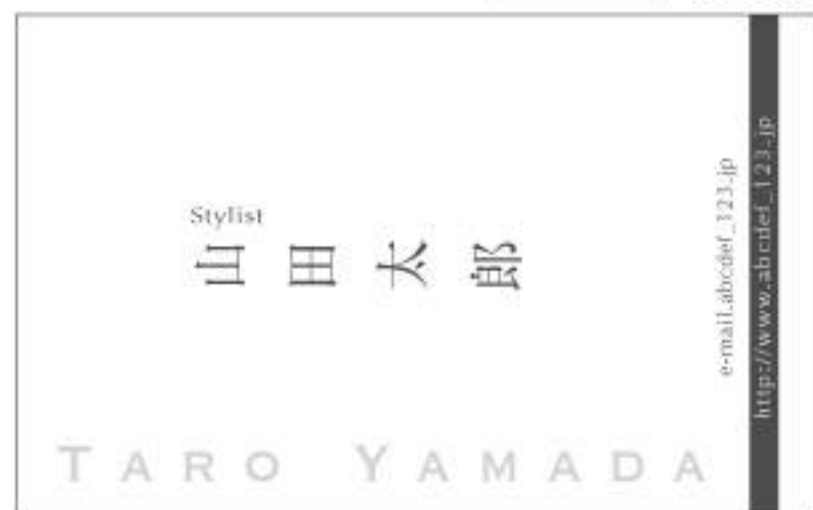 Stylist
山田太郎
TARO YAMADA
e-mail.abcdef_123.jp
http://www.abcdef_123.jp